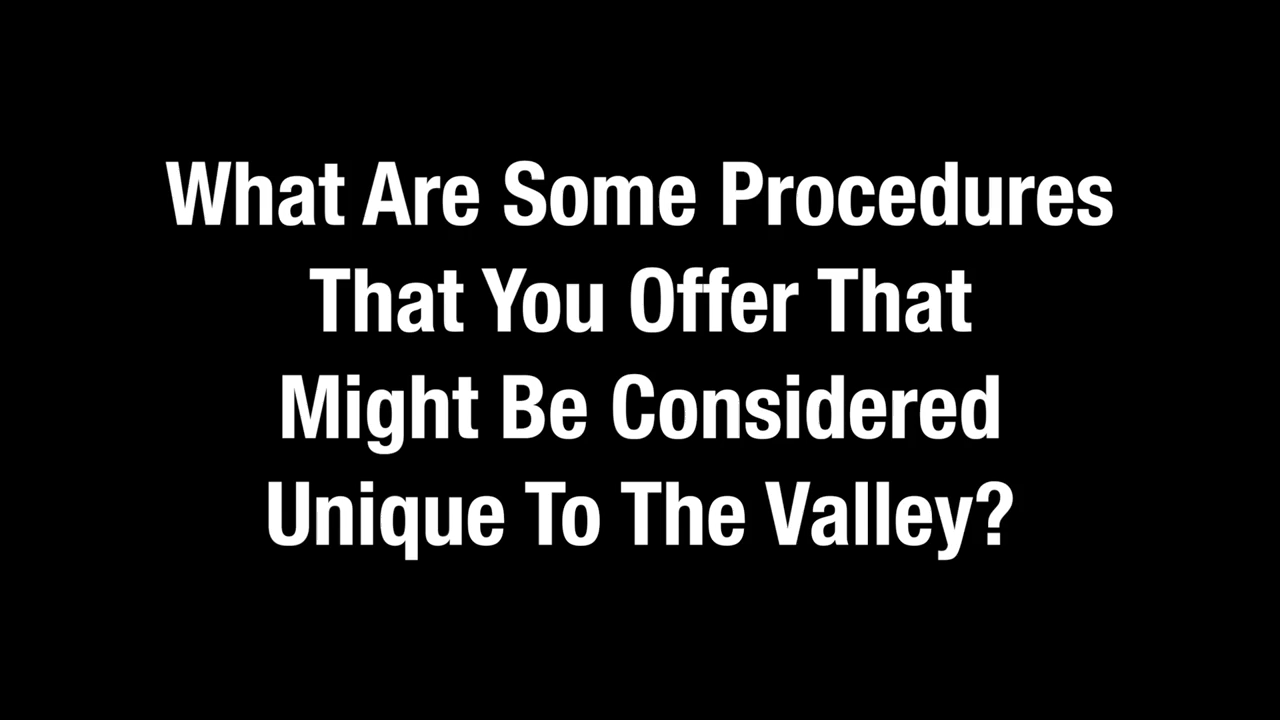 What Are Some Procedures
That You Offer That
Might Be Considered
Unique To The Valley?